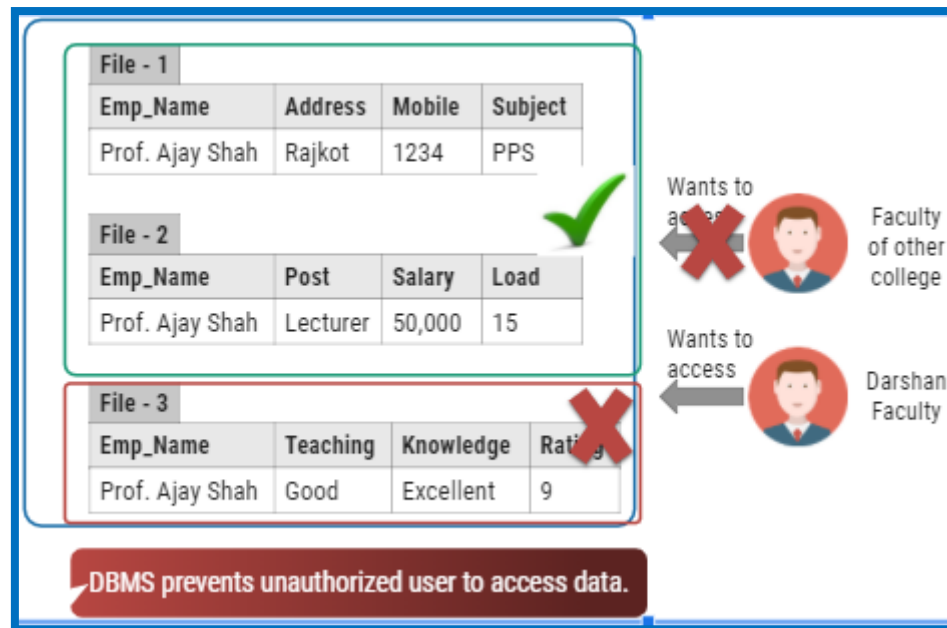 File - 1
Emp_Name Address Mobile Subject
Prof. Ajay Shah Rajkot 1234 PPS
File - 2
Emp_Name Post Salary Load
Prof. Ajay Shah Lecturer 50,000 15
File - 3
Emp_Name Teaching Knowledge
Prof. Ajay Shah Good Excellent 9
Wants to
Faculty
of other
college
Wants to
access
Darshan
Faculty
DBMS prevents unauthorized user to access data.